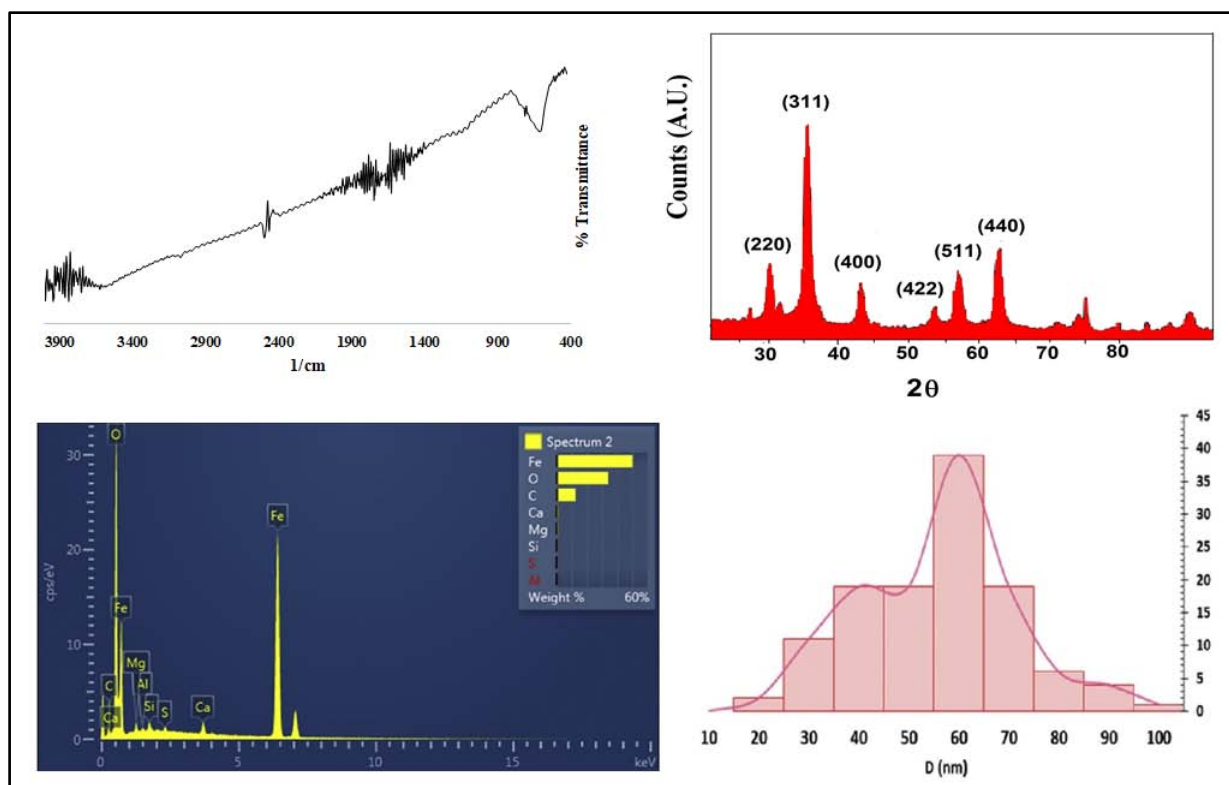 % Transmittance
3900 3400 2900 2400 1900 1400 900 400
1/cm
Counts (A.U.)
(311)
(220)
(400)
(422)
(511)
(440)
30 40 50 60 70 80
2θ
cps/eV
30
20
10
0
O
Fe
C
Ca
Mg
Al
Si
S
Ca
Fe
0 5 10 15 keV
Spectrum 2
Fe
O
C
Ca
Mg
Si
S
Al
Weight % 60%
45
40
35
30
25
20
15
10
5
0
10 20 30 40 50 60 70 80 90 100
D (nm)